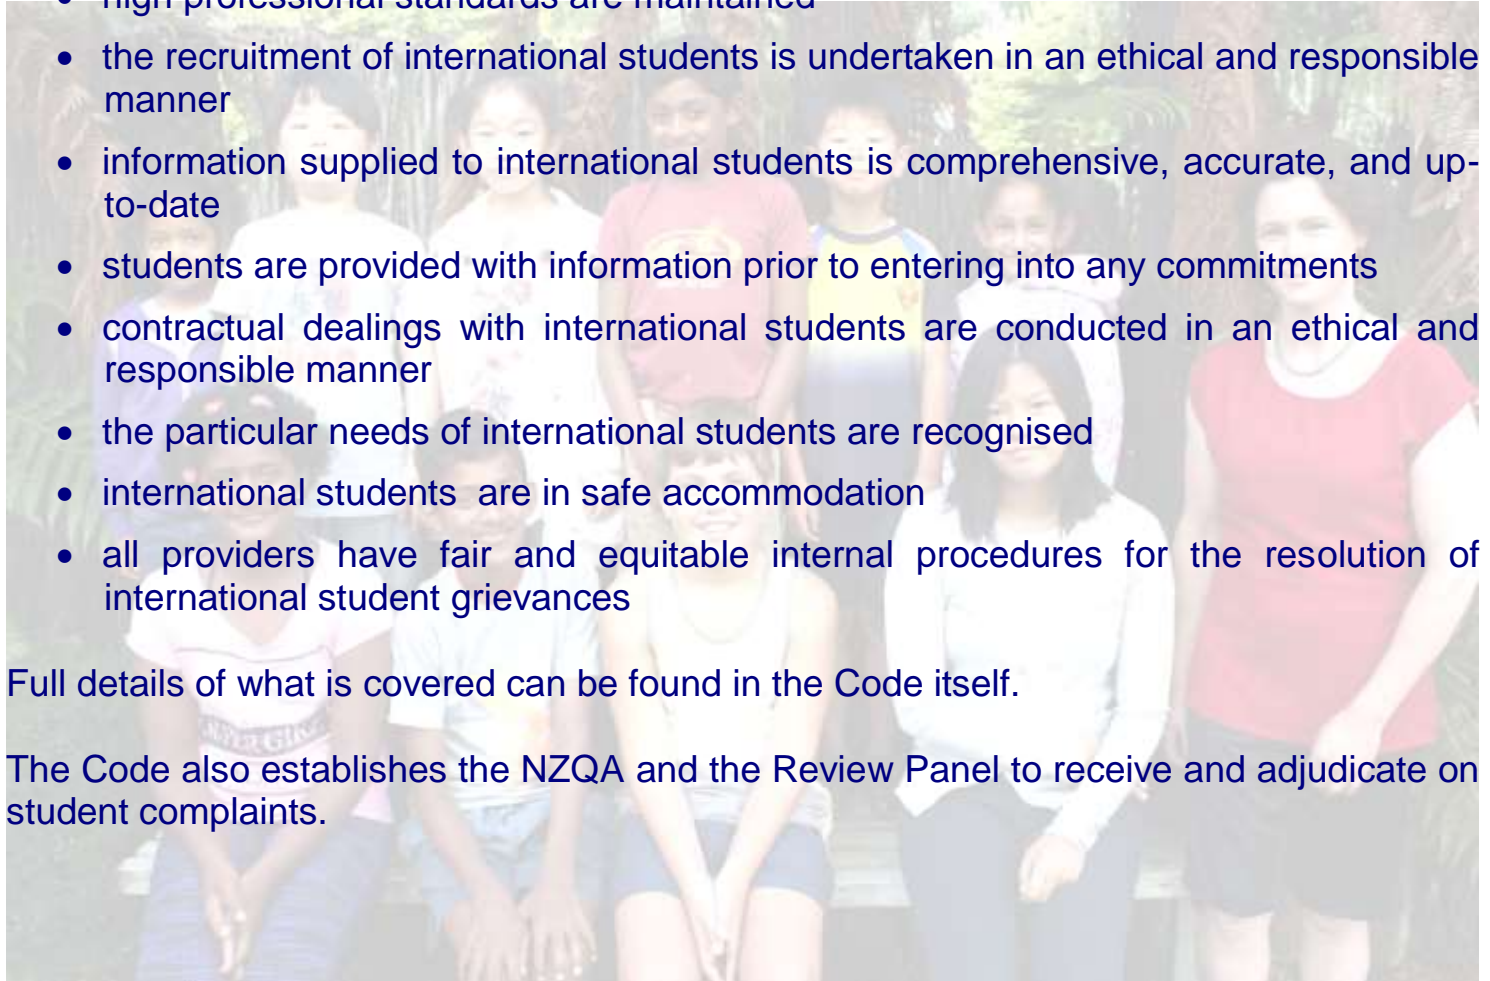 • high professional standards are maintained
• the recruitment of international students is undertaken in an ethical and responsible
manner
• information supplied to international students is comprehensive, accurate, and up-
to-date
• students are provided with information prior to entering into any commitments
• contractual dealings with international students are conducted in an ethical and
responsible manner
• the particular needs of international students are recognised
• international students  are in safe accommodation
• all providers have fair and equitable internal procedures for the resolution of
international student grievances
Full details of what is covered can be found in the Code itself.
The Code also establishes the NZQA and the Review Panel to receive and adjudicate on
student complaints.